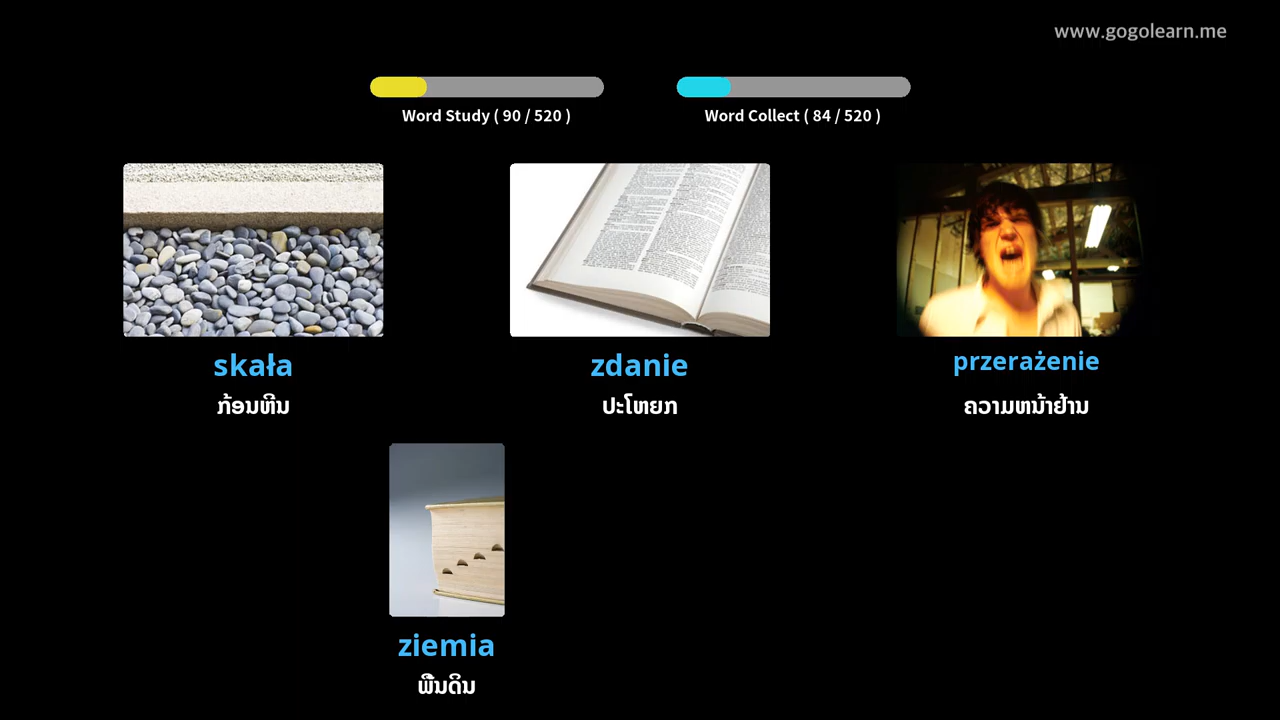 www.gogolearn.me
Word Study ( 90 / 520 )
Word Collect ( 84 / 520 )
skała
zdanie
przerażenie
ກ້ອນຫີນ
ປະໂຫຍກ
ຄວາມຫນ້າຢ້ານ
ziemia
ພື້ນດິນ